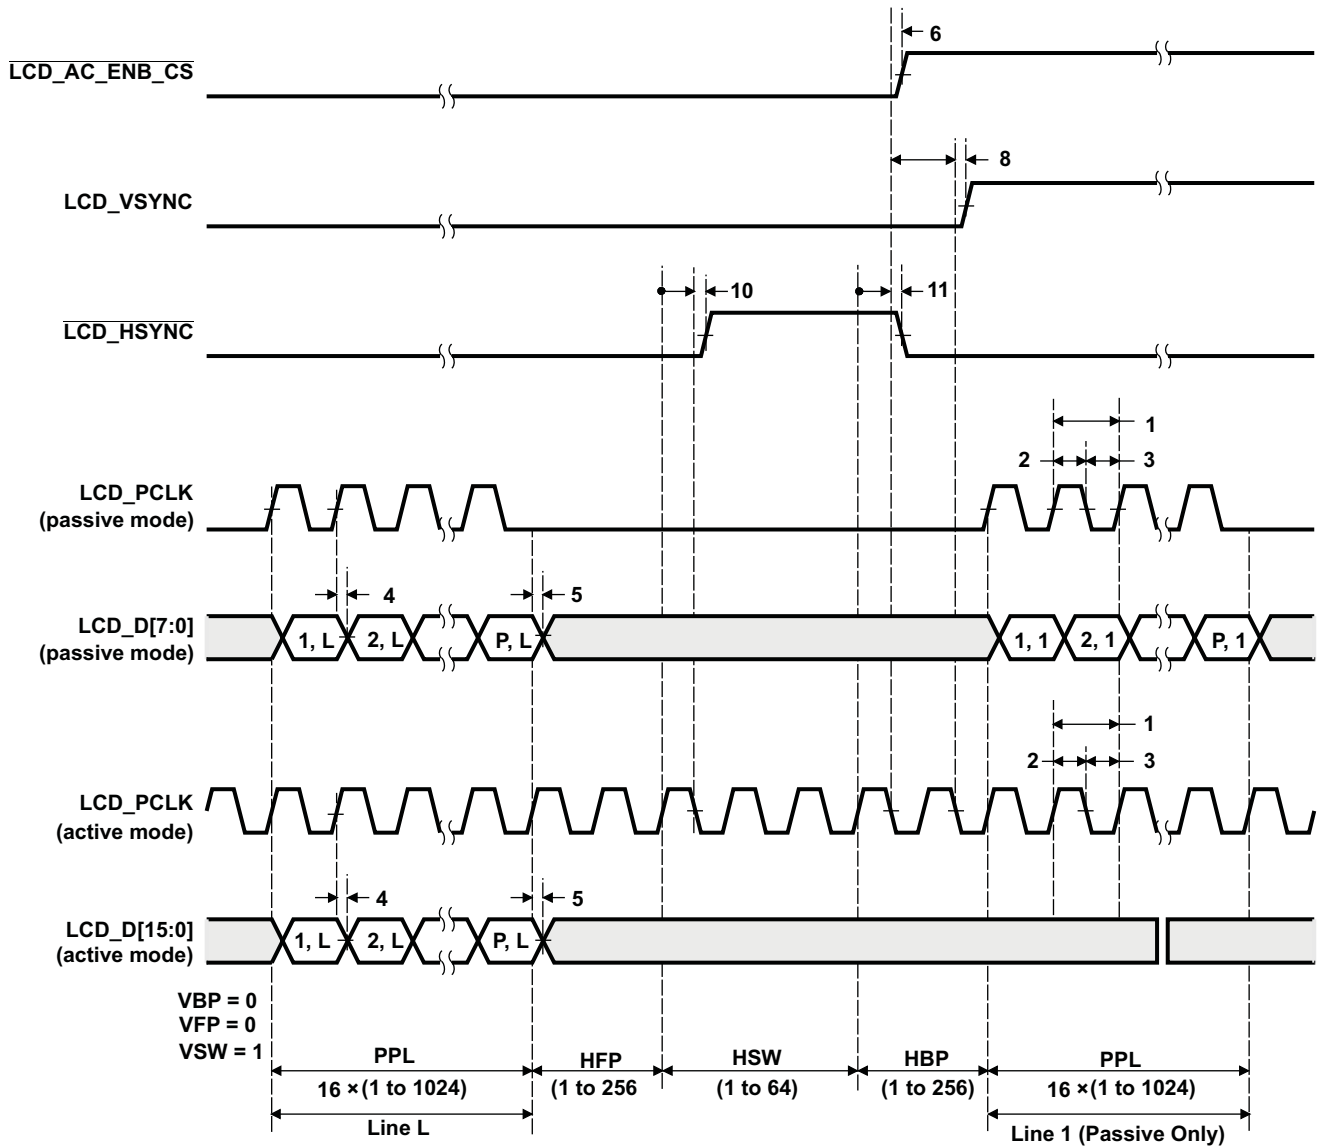 6
LCD_AC_ENB_CS
8
LCD_VSYNC
10
11
LCD_HSYNC
1
2
3
LCD_PCLK
(passive mode)
4
5
LCD_D[7:0]
(passive mode)
1, L
2, L
P, L
1, 1
2, 1
P, 1
1
2
3
LCD_PCLK
(active mode)
4
5
LCD_D[15:0]
(active mode)
1, L
2, L
P, L
VBP = 0
VFP = 0
VSW = 1
PPL
HFP
HSW
HBP
PPL
16 ×(1 to 1024)
(1 to 256
(1 to 64)
(1 to 256)
16 ×(1 to 1024)
Line L
Line 1 (Passive Only)